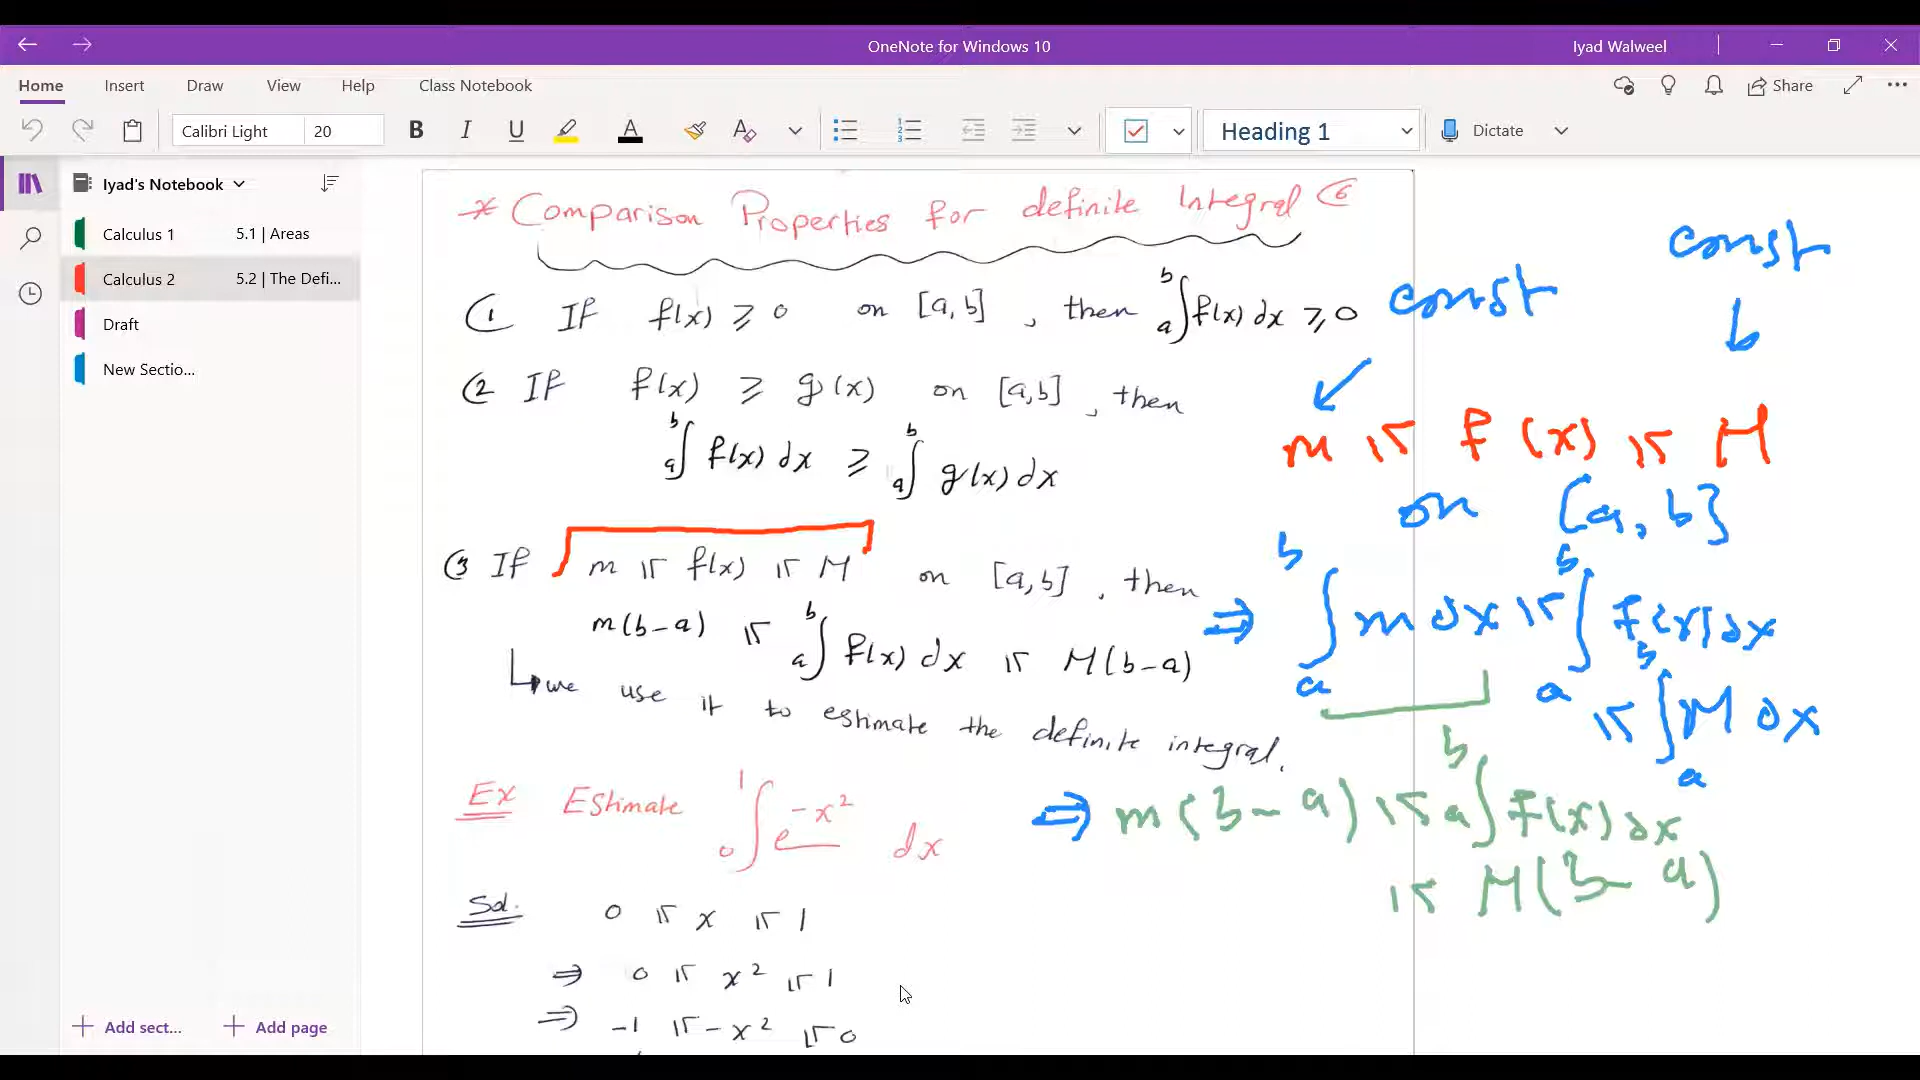 OneNote for Windows 10
Iyad Walweel
Home Insert Draw View Help Class Notebook
Share
Calibri Light 20 B I U A Heading 1 Dictate
Iyad's Notebook
Calculus 1 5.1 | Areas
Calculus 2 5.2 | The Defi...
Draft
New Sectio...
Add sect... Add page
* Comparison Properties for definite Integral :
① If f(x) ≥ 0 on [a,b], then ∫_a^b f(x) dx ≥ 0
② If f(x) ≥ g(x) on [a,b], then
∫_a^b f(x) dx ≥ ∫_a^b g(x) dx
③ If m ≤ f(x) ≤ M on [a,b], then
m(b-a) ≤ ∫_a^b f(x) dx ≤ M(b-a)
↳ we use it to estimate the definite integral.
Ex Estimate ∫_0^1 e^{-x^2} dx
Sol. 0 ≤ x ≤ 1
⇒ 0 ≤ x^2 ≤ 1
⇒ -1 ≤ -x^2 ≤ 0
const
const
↓
m ≤ f(x) ≤ M
on [a,b]
⇒ ∫_a^b m dx ≤ ∫_a^b f(x) dx
≤ ∫_a^b M dx
⇒ m(b-a) ≤ ∫_a^b f(x) dx
≤ M(b-a)